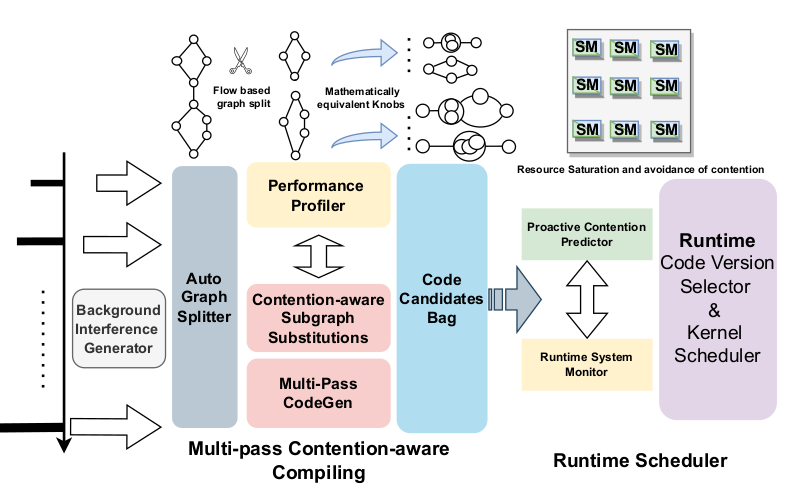 Flow based
graph split
Mathematically
equivalent Knobs
SM SM SM
SM SM SM
SM SM SM
Resource Saturation and avoidance of contention
Background
Interference
Generator
Auto
Graph
Splitter
Performance
Profiler
Contention-aware
Subgraph
Substitutions
Multi-Pass
CodeGen
Code
Candidates
Bag
Proactive Contention
Predictor
Runtime System
Monitor
Runtime
Code Version
Selector
&
Kernel
Scheduler
Multi-pass Contention-aware
Compiling
Runtime Scheduler